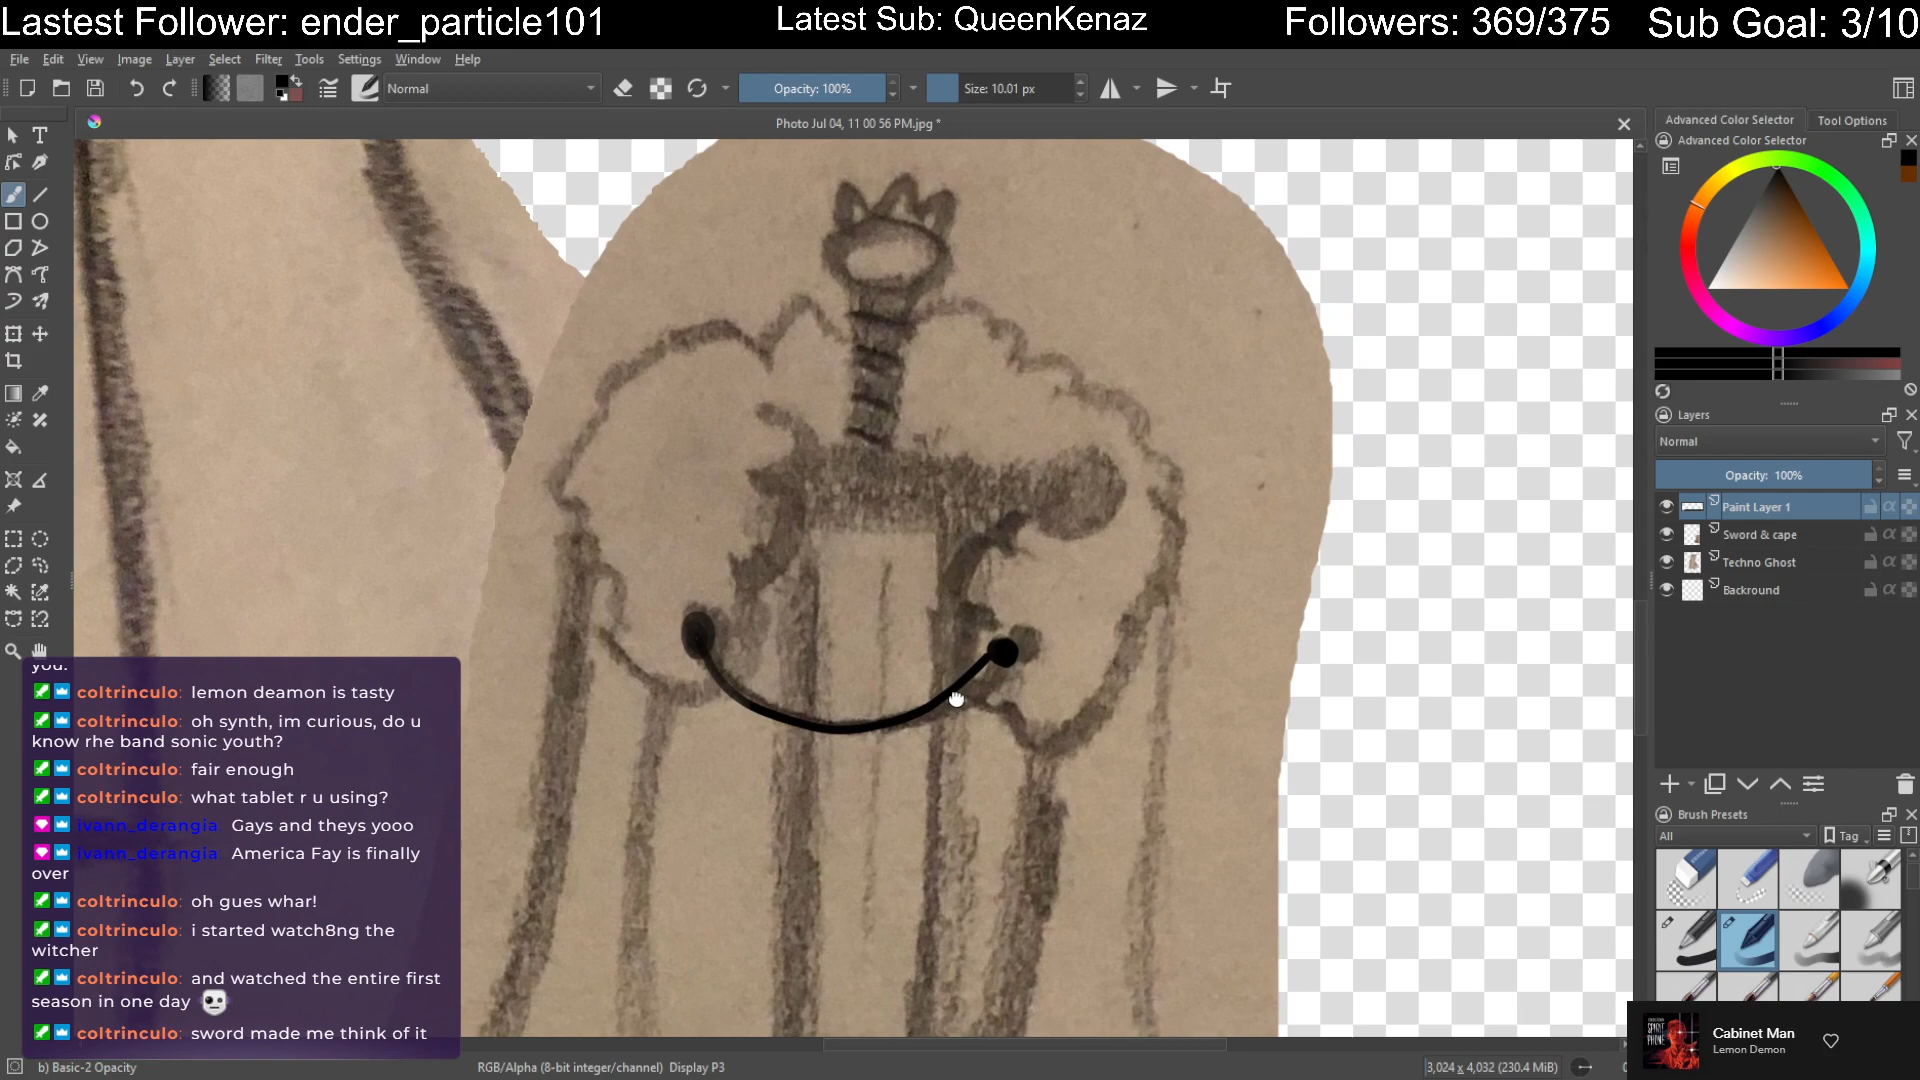 Lastest Follower: ender_particle101
Latest Sub: QueenKenaz
Followers: 369/375
Sub Goal: 3/10
File Edit View Image Layer Select Filter Tools Settings Window Help
Normal
Opacity: 100%
Size: 10.01 px
Photo Jul 04, 11 00 56 PM.jpg *
Advanced Color Selector
Tool Options
Advanced Color Selector
Layers
Normal
Opacity: 100%
Paint Layer 1
Sword & cape
Techno Ghost
Backround
Brush Presets
All
Tag
you.
coltrinculo: lemon deamon is tasty
coltrinculo: oh synth, im curious, do u
know rhe band sonic youth?
coltrinculo: fair enough
coltrinculo: what tablet r u using?
ivann_derangia: Gays and theys yooo
ivann_derangia: America Fay is finally
over
coltrinculo: oh gues whar!
coltrinculo: i started watch8ng the
witcher
coltrinculo: and watched the entire first
season in one day
coltrinculo: sword made me think of it
Cabinet Man
Lemon Demon
b) Basic-2 Opacity
RGB/Alpha (8-bit integer/channel) Display P3
3,024 x 4,032 (230.4 MiB)